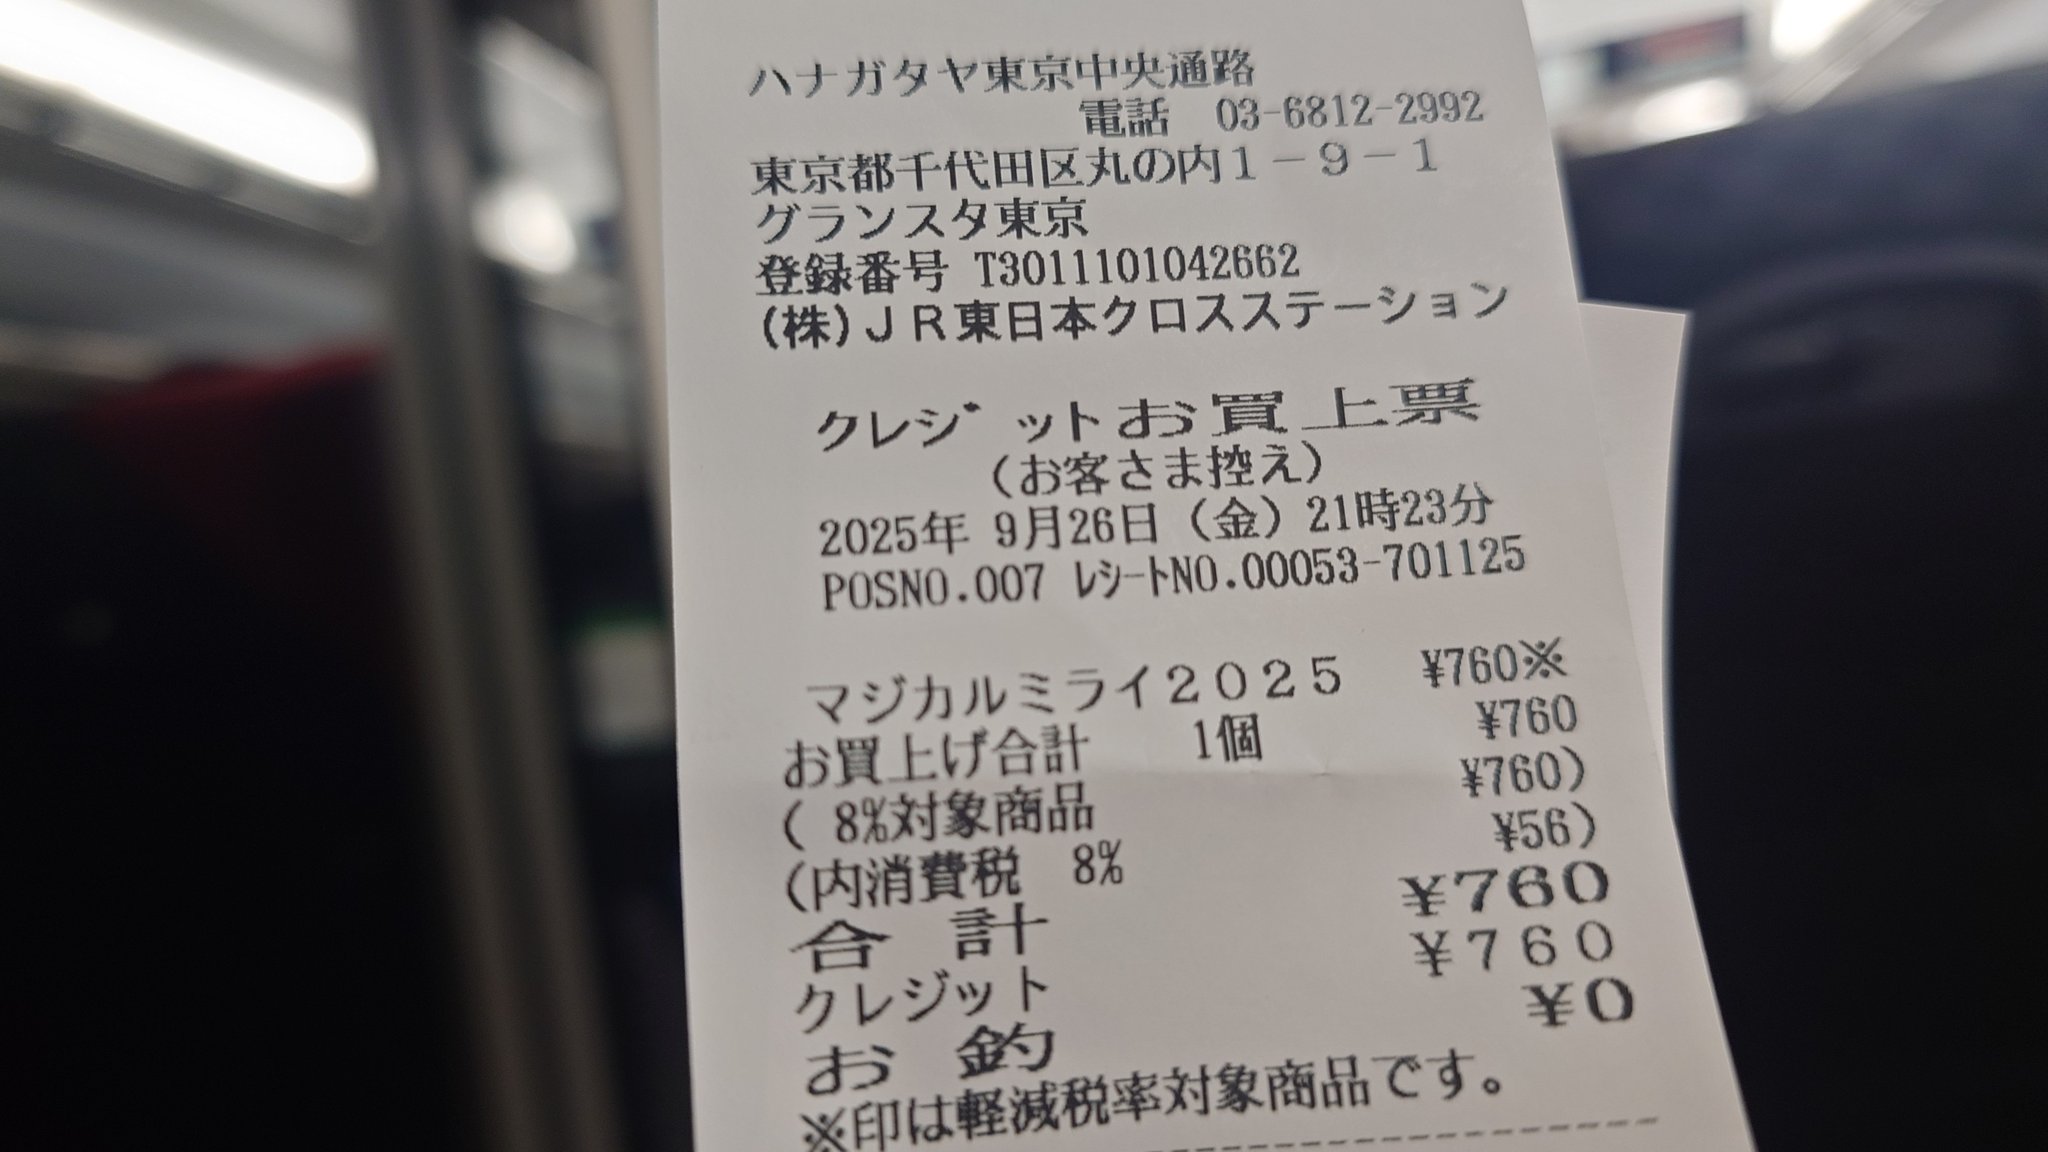 ハナガタヤ東京中央通路
電話 03-6812-2992
東京都千代田区丸の内1-9-1
グランスタ東京
登録番号 T3011101042662
(株)JR東日本クロスステーション
クレジットお買上票
(お客さま控え)
2025年 9月26日(金)21時23分
POSNO.007 レシートNO.00053-701125
マジカルミライ2025 ¥760※
お買上げ合計 1個 ¥760
( 8%対象商品 ¥760)
(内消費税 8% ¥56)
合計 ¥760
クレジット ¥760
お釣 ¥0
※印は軽減税率対象商品です。